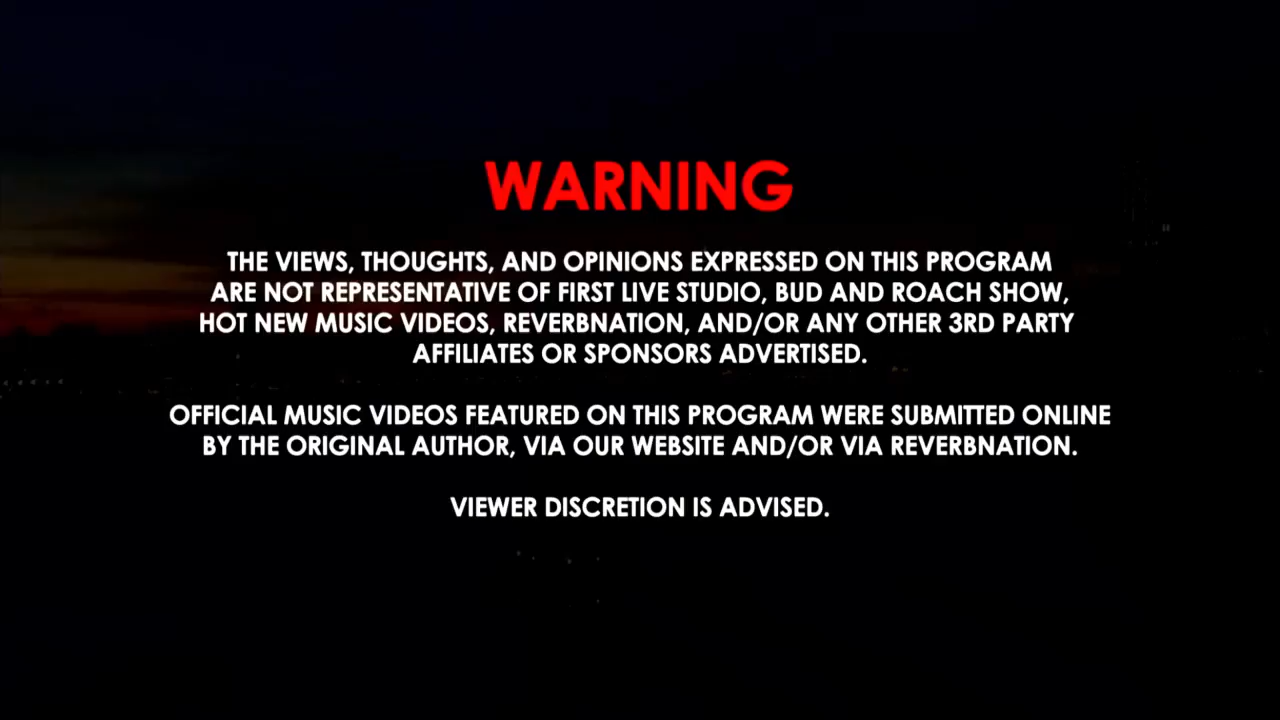 WARNING
THE VIEWS, THOUGHTS, AND OPINIONS EXPRESSED ON THIS PROGRAM
ARE NOT REPRESENTATIVE OF FIRST LIVE STUDIO, BUD AND ROACH SHOW,
HOT NEW MUSIC VIDEOS, REVERBNATION, AND/OR ANY OTHER 3RD PARTY
AFFILIATES OR SPONSORS ADVERTISED.
OFFICIAL MUSIC VIDEOS FEATURED ON THIS PROGRAM WERE SUBMITTED ONLINE
BY THE ORIGINAL AUTHOR, VIA OUR WEBSITE AND/OR VIA REVERBNATION.
VIEWER DISCRETION IS ADVISED.